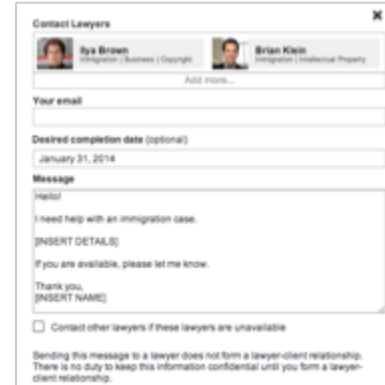 Contact Lawyers
Ilya Brown
Immigration | Business | Copyright
Brian Klein
Immigration | Intellectual Property
Add more...
Your email
Desired completion date (optional)
January 31, 2014
Message
Hello!
I need help with an immigration case.
[INSERT DETAILS]
If you are available, please let me know.
Thank you,
[INSERT NAME]
Contact other lawyers if these lawyers are unavailable
Sending this message to a lawyer does not form a lawyer-client relationship.
There is no duty to keep this information confidential until you form a lawyer-
client relationship.